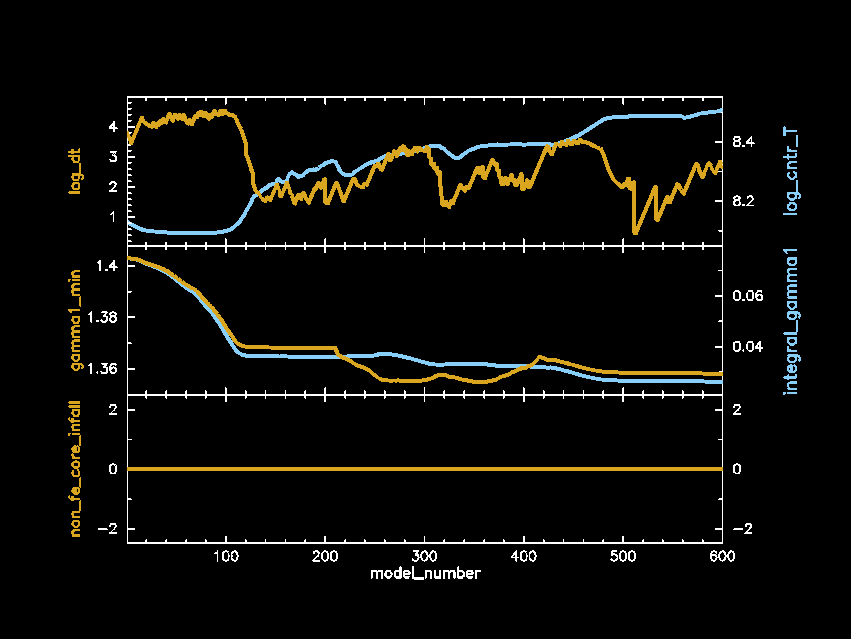 4
3
2
1
log_dt
8.4
8.2
log_cntr_T
1.4
1.38
1.36
gamma1_min
0.06
0.04
integral_gamma1
2
0
−2
non_fe_core_infall
2
0
−2
100 200 300 400 500 600
model_number